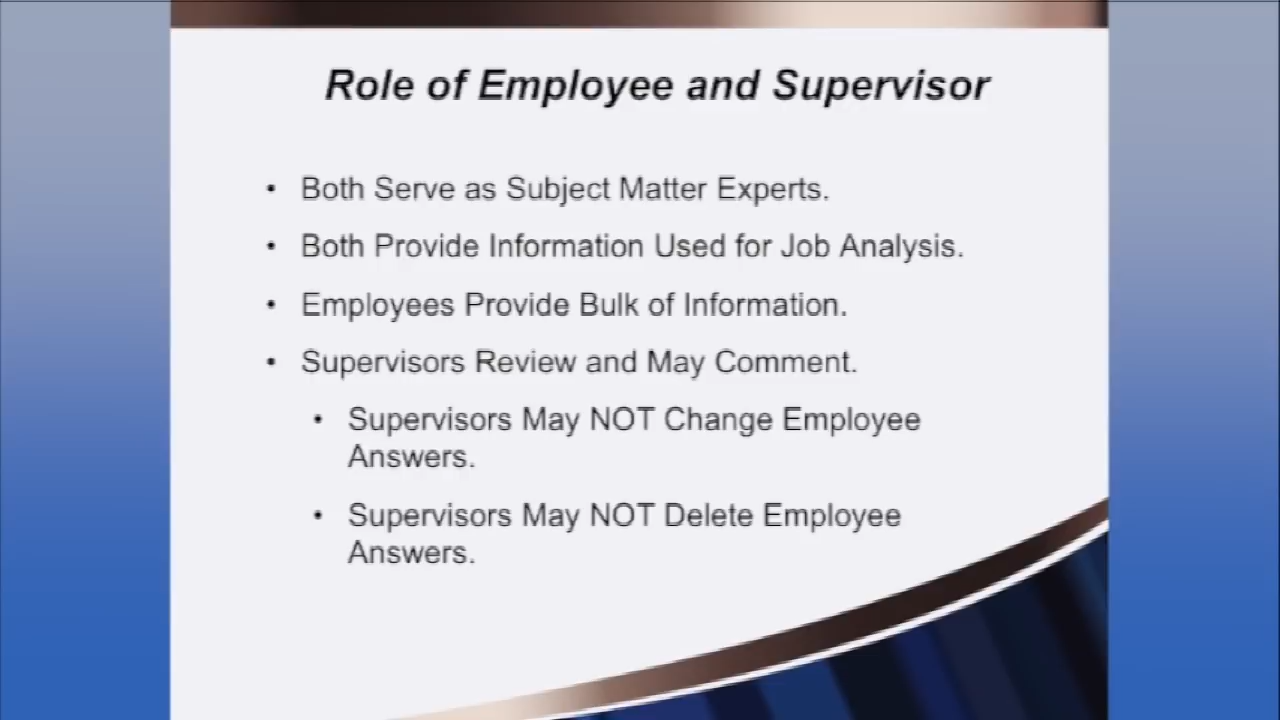 Role of Employee and Supervisor
• Both Serve as Subject Matter Experts.
• Both Provide Information Used for Job Analysis.
• Employees Provide Bulk of Information.
• Supervisors Review and May Comment.
• Supervisors May NOT Change Employee
Answers.
• Supervisors May NOT Delete Employee
Answers.